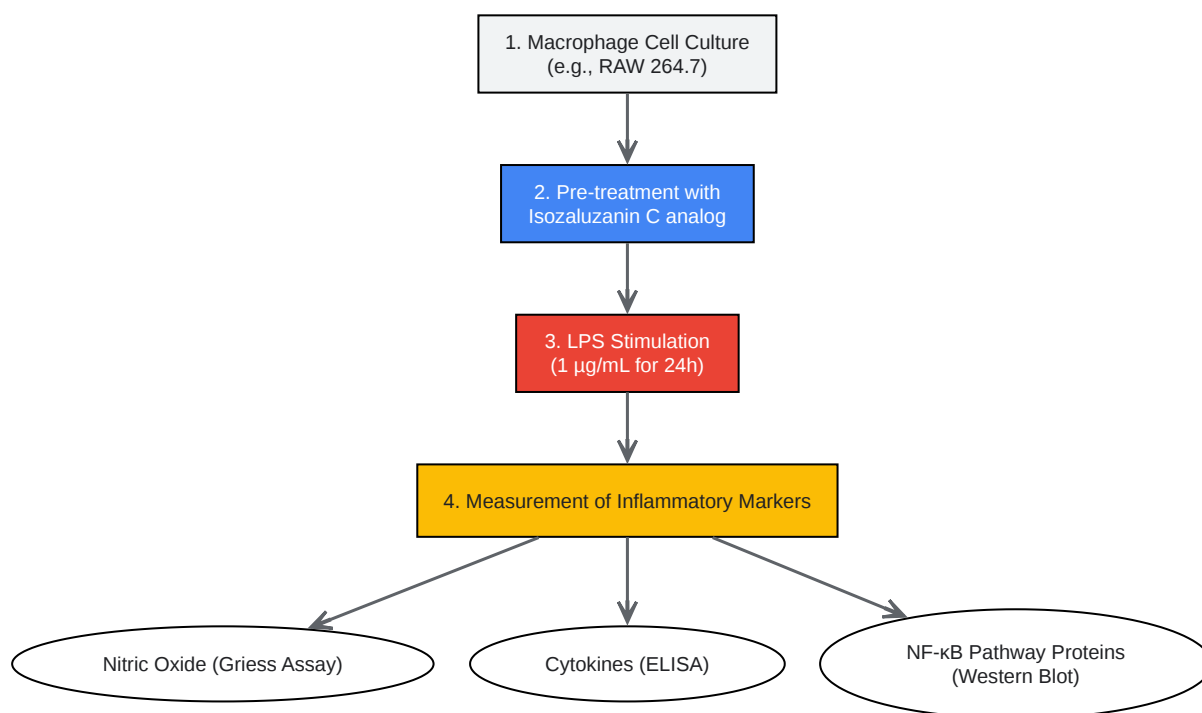 1. Macrophage Cell Culture
(e.g., RAW 264.7)
2. Pre-treatment with
Isozaluzanin C analog
3. LPS Stimulation
(1 µg/mL for 24h)
4. Measurement of Inflammatory Markers
Nitric Oxide (Griess Assay)
Cytokines (ELISA)
NF-κB Pathway Proteins
(Western Blot)